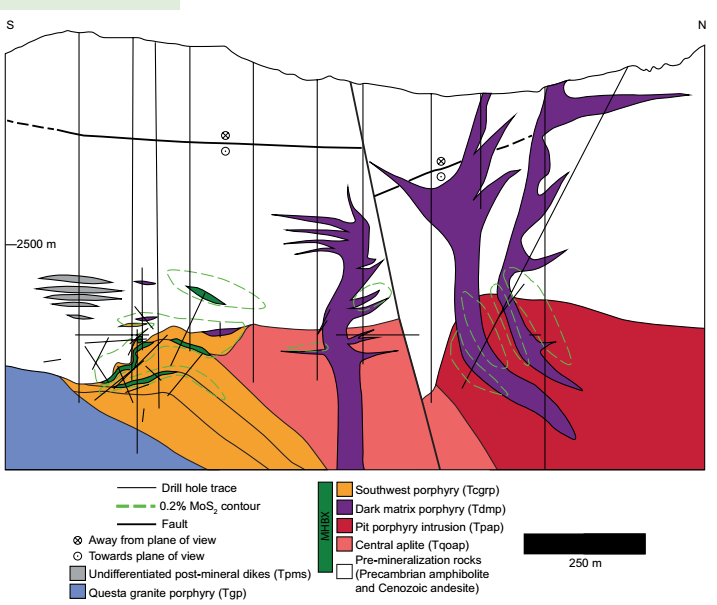 S
N
2500 m
Drill hole trace
0.2% MoS₂ contour
Fault
Away from plane of view
Towards plane of view
Undifferentiated post-mineral dikes (Tpms)
Questa granite porphyry (Tgp)
MHBX
Southwest porphyry (Tcgrp)
Dark matrix porphyry (Tdmp)
Pit porphyry intrusion (Tpap)
Central aplite (Tqoap)
Pre-mineralization rocks
(Precambrian amphibolite
and Cenozoic andesite)
250 m